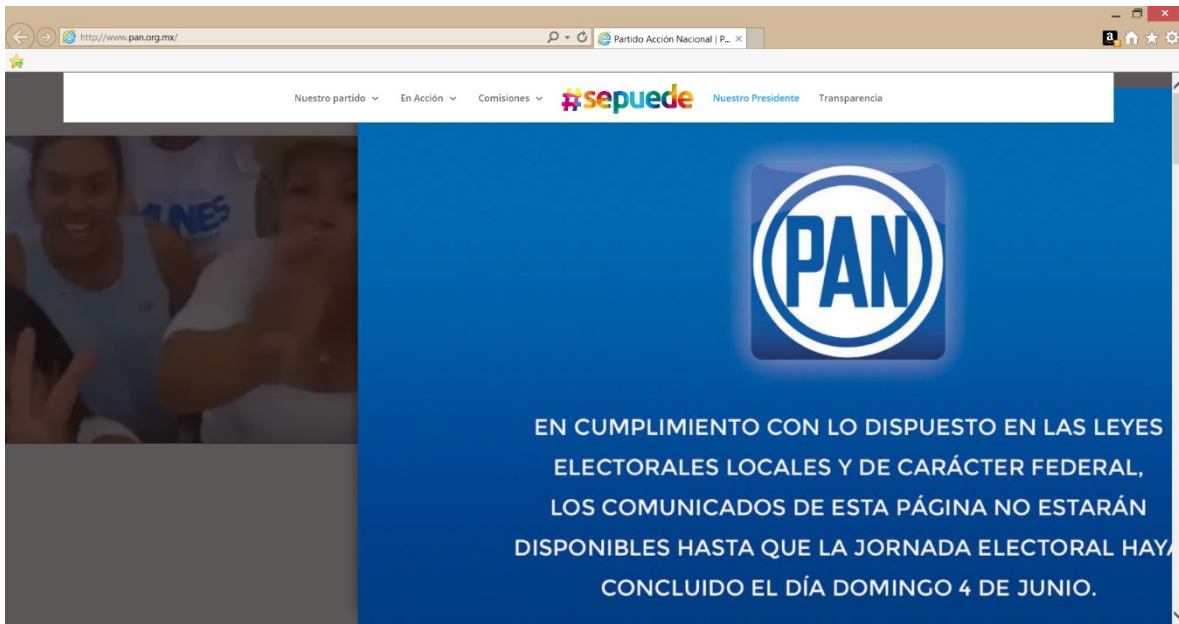 http://www.pan.org.mx/
Partido Acción Nacional | P...
a
Nuestro partido
En Acción
Comisiones
#sepuede
Nuestro Presidente
Transparencia
UNES
PAN
EN CUMPLIMIENTO CON LO DISPUESTO EN LAS LEYES
ELECTORALES LOCALES Y DE CARÁCTER FEDERAL,
LOS COMUNICADOS DE ESTA PÁGINA NO ESTARÁN
DISPONIBLES HASTA QUE LA JORNADA ELECTORAL HAYA
CONCLUIDO EL DÍA DOMINGO 4 DE JUNIO.